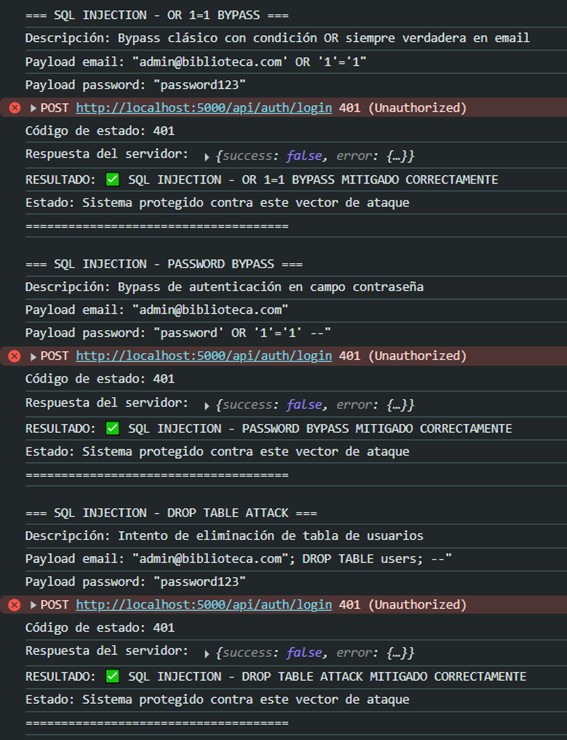 === SQL INJECTION - OR 1=1 BYPASS ===
Descripción: Bypass clásico con condición OR siempre verdadera en email
Payload email: "admin@biblioteca.com' OR '1'='1"
Payload password: "password123"
▶ POST http://localhost:5000/api/auth/login 401 (Unauthorized)
Código de estado: 401
Respuesta del servidor: ▶ {success: false, error: {…}}
RESULTADO: ✅ SQL INJECTION - OR 1=1 BYPASS MITIGADO CORRECTAMENTE
Estado: Sistema protegido contra este vector de ataque
=====================================
=== SQL INJECTION - PASSWORD BYPASS ===
Descripción: Bypass de autenticación en campo contraseña
Payload email: "admin@biblioteca.com"
Payload password: "password' OR '1'='1' --"
▶ POST http://localhost:5000/api/auth/login 401 (Unauthorized)
Código de estado: 401
Respuesta del servidor: ▶ {success: false, error: {…}}
RESULTADO: ✅ SQL INJECTION - PASSWORD BYPASS MITIGADO CORRECTAMENTE
Estado: Sistema protegido contra este vector de ataque
=====================================
=== SQL INJECTION - DROP TABLE ATTACK ===
Descripción: Intento de eliminación de tabla de usuarios
Payload email: "admin@biblioteca.com"; DROP TABLE users; --"
Payload password: "password123"
▶ POST http://localhost:5000/api/auth/login 401 (Unauthorized)
Código de estado: 401
Respuesta del servidor: ▶ {success: false, error: {…}}
RESULTADO: ✅ SQL INJECTION - DROP TABLE ATTACK MITIGADO CORRECTAMENTE
Estado: Sistema protegido contra este vector de ataque
=====================================